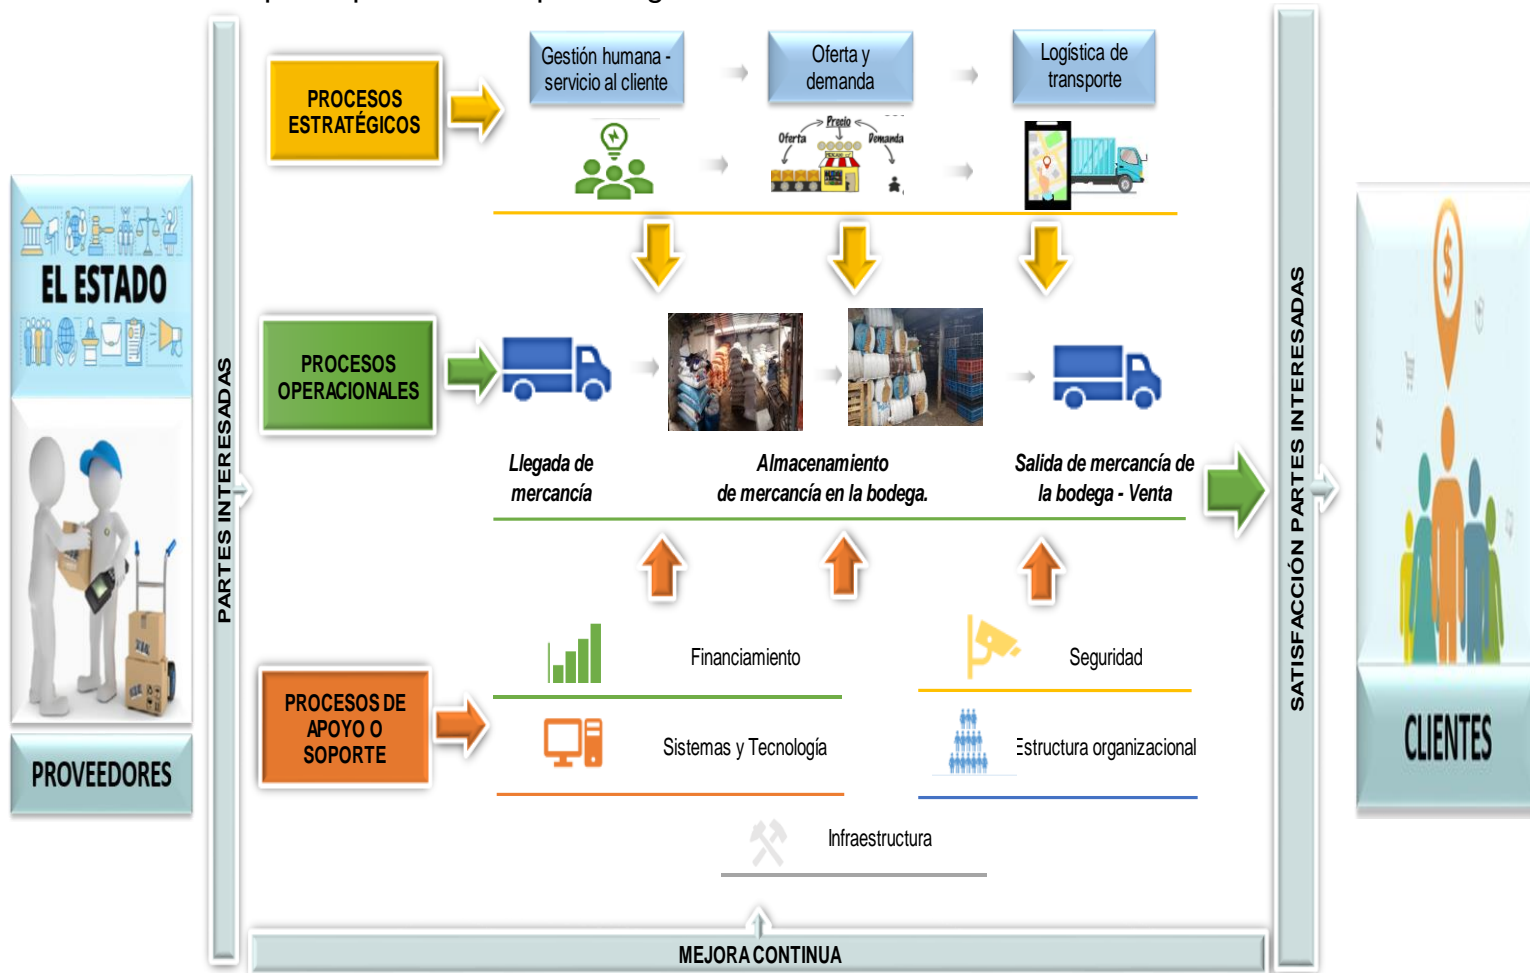 Gestión humana -
servicio al cliente
Oferta y
demanda
Logística de
transporte
PROCESOS
ESTRATÉGICOS
Precio
Oferta
Demanda
EL ESTADO
PARTES INTERESADAS
PROCESOS
OPERACIONALES
Llegada de
mercancía
Almacenamiento
de mercancía en la bodega.
Salida de mercancía de
la bodega - Venta
SATISFACCIÓN PARTES INTERESADAS
$
Financiamiento
Seguridad
PROCESOS DE
APOYO O
SOPORTE
Sistemas y Tecnología
Estructura organizacional
PROVEEDORES
CLIENTES
Infraestructura
MEJORA CONTINUA